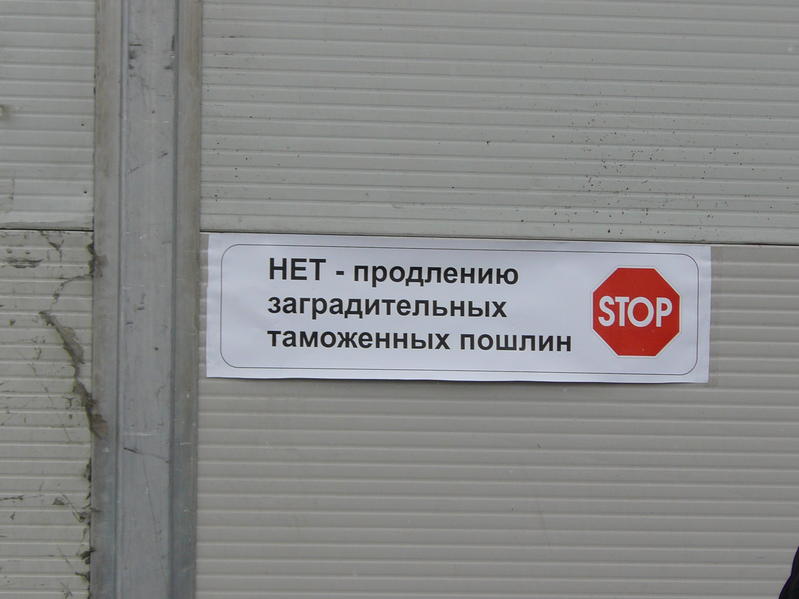 НЕТ - продлению
заградительных
таможенных пошлин
STOP